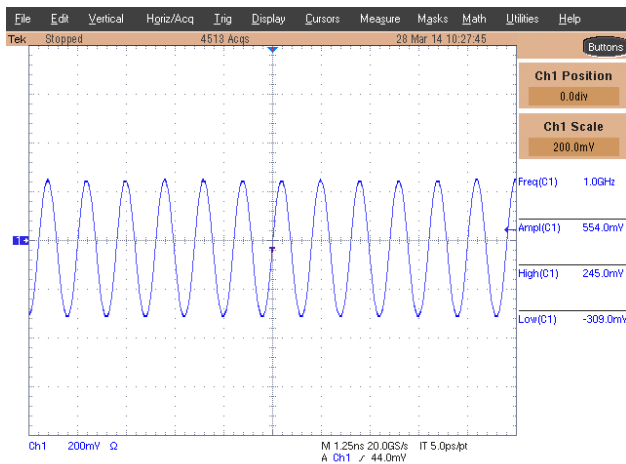 File Edit Vertical Horiz/Acq Trig Display Cursors Measure Masks Math Utilities Help
Tek Stopped 4513 Acqs 28 Mar 14 10:27:45
Buttons
Ch1 Position
0.0div
Ch1 Scale
200.0mV
Freq(C1) 1.0GHz
Ampl(C1) 554.0mV
1
High(C1) 245.0mV
Low(C1) -309.0mV
Ch1 200mV Ω M 1.25ns 20.0GS/s IT 5.0ps/pt
A Ch1 ∕ 44.0mV